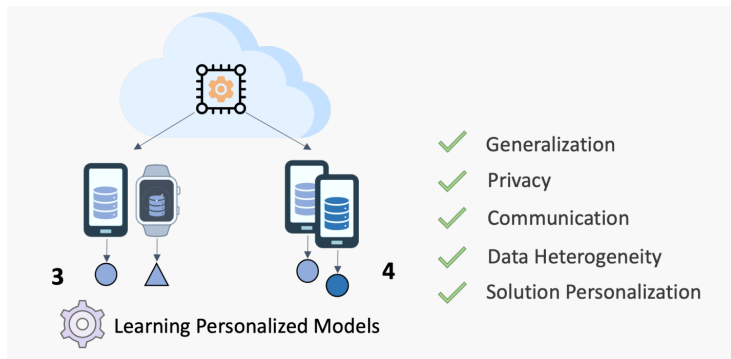 Generalization
Privacy
Communication
Data Heterogeneity
Solution Personalization
3
4
Learning Personalized Models